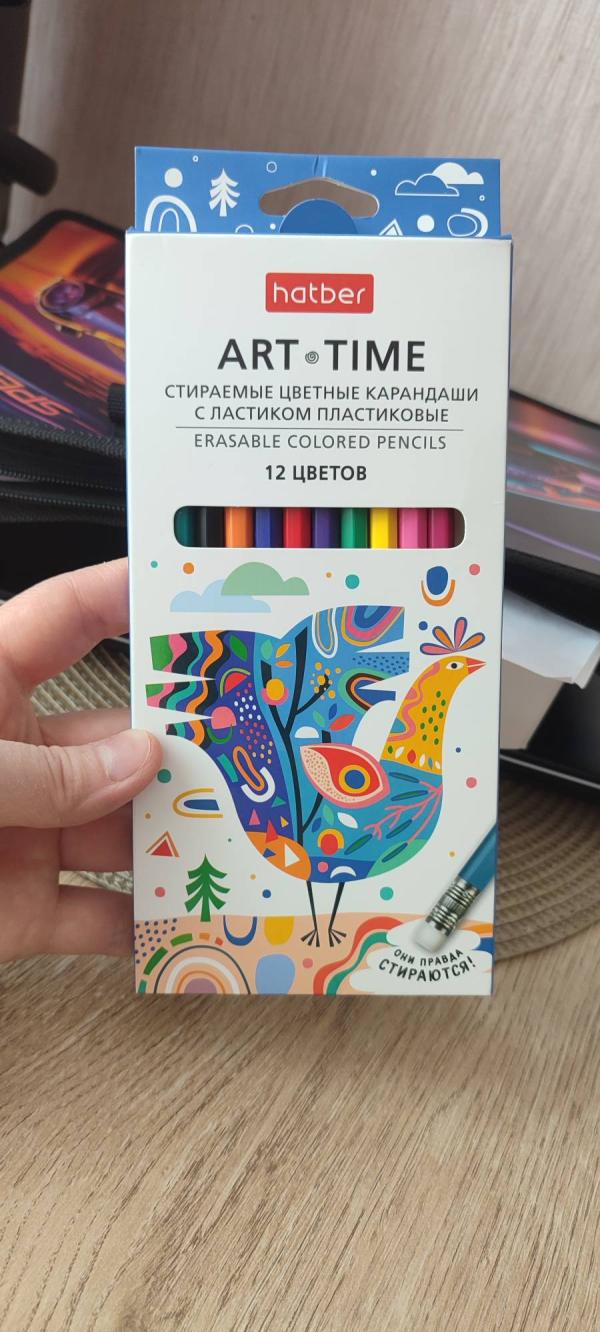 hatber
ART TIME
СТИРАЕМЫЕ ЦВЕТНЫЕ КАРАНДАШИ
С ЛАСТИКОМ ПЛАСТИКОВЫЕ
ERASABLE COLORED PENCILS
12 ЦВЕТОВ
ОНИ ПРАВДА
СТИРАЮТСЯ!